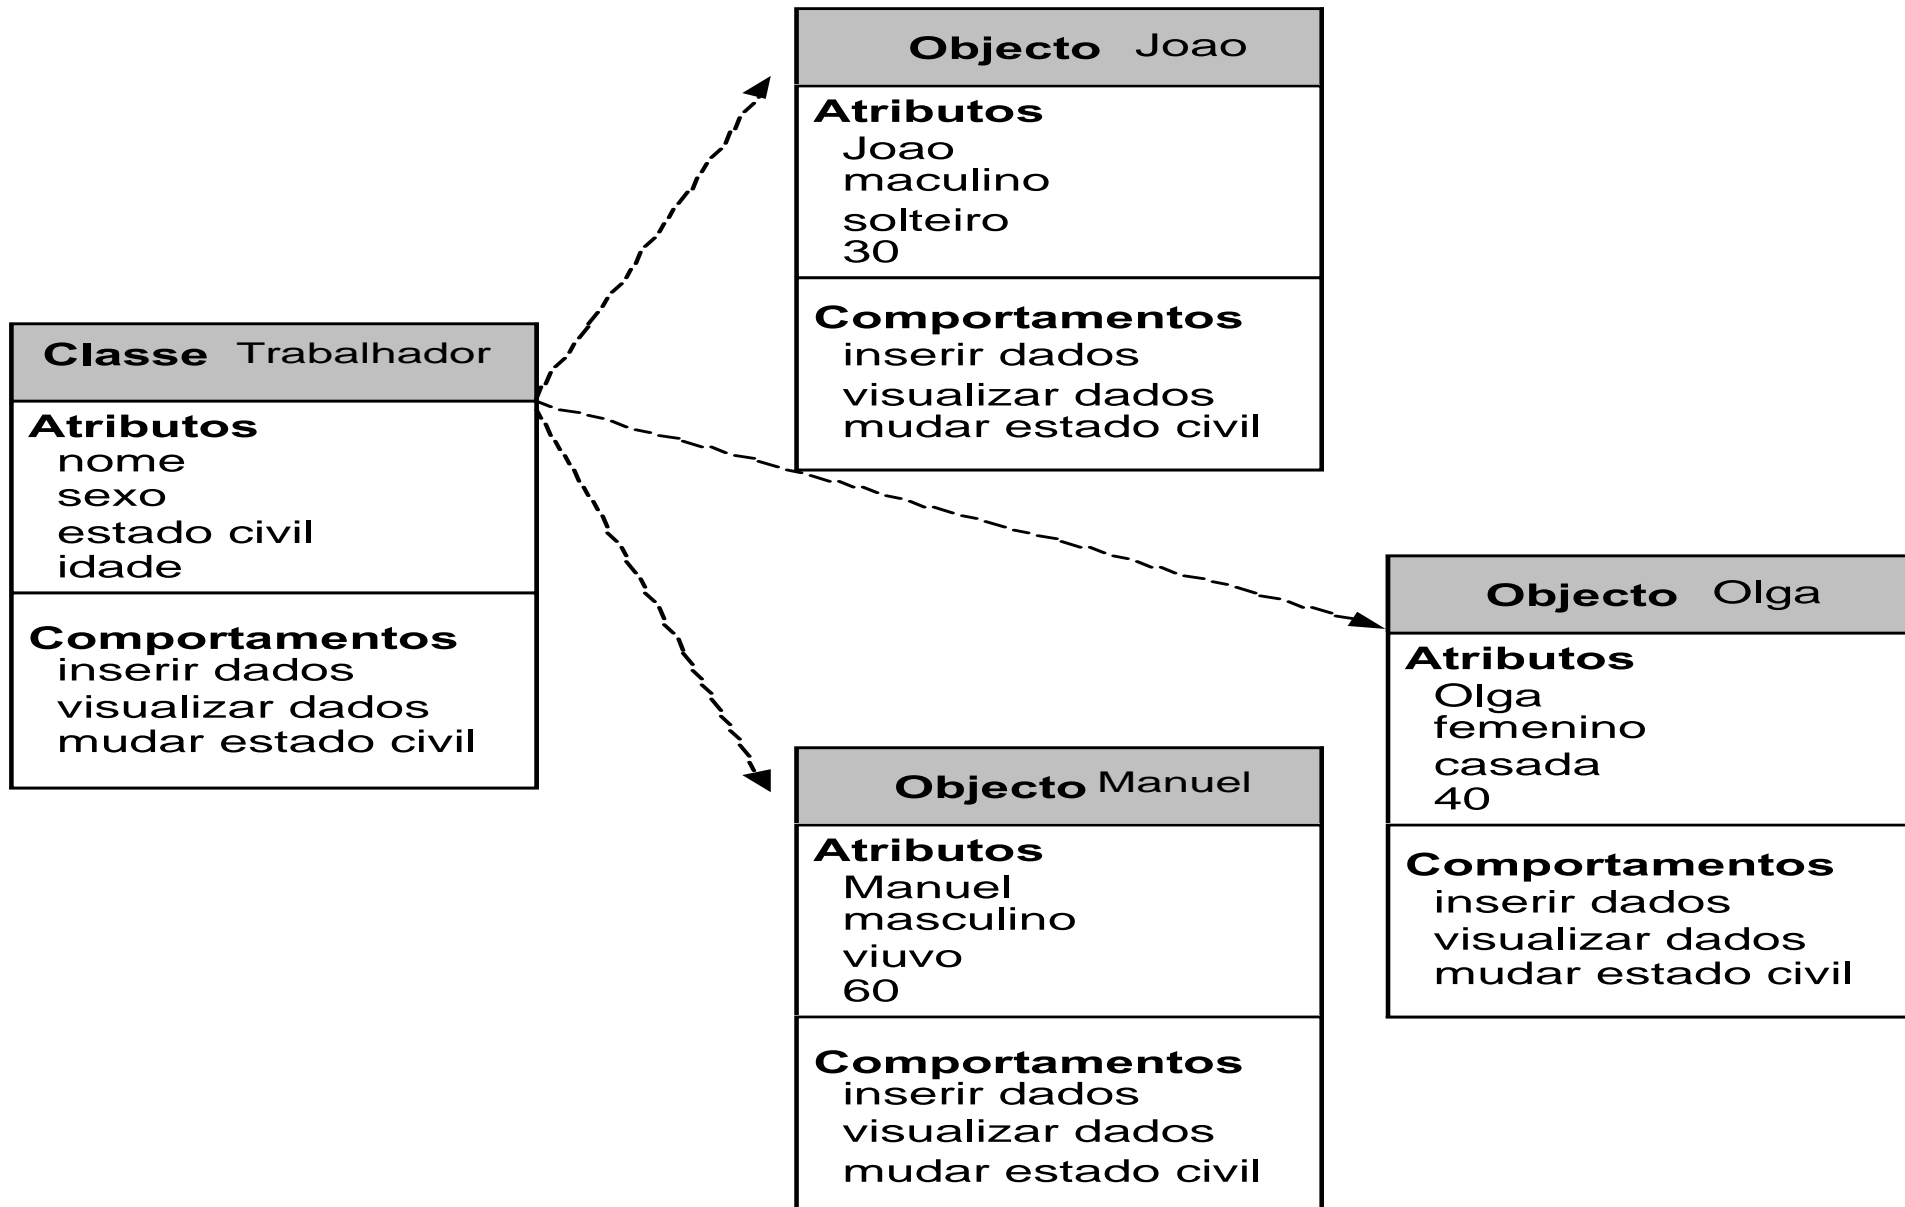 Classe Trabalhador
Atributos
nome
sexo
estado civil
idade
Comportamentos
inserir dados
visualizar dados
mudar estado civil
Objecto Joao
Atributos
Joao
maculino
solteiro
30
Comportamentos
inserir dados
visualizar dados
mudar estado civil
Objecto Manuel
Atributos
Manuel
masculino
viuvo
60
Comportamentos
inserir dados
visualizar dados
mudar estado civil
Objecto Olga
Atributos
Olga
femenino
casada
40
Comportamentos
inserir dados
visualizar dados
mudar estado civil